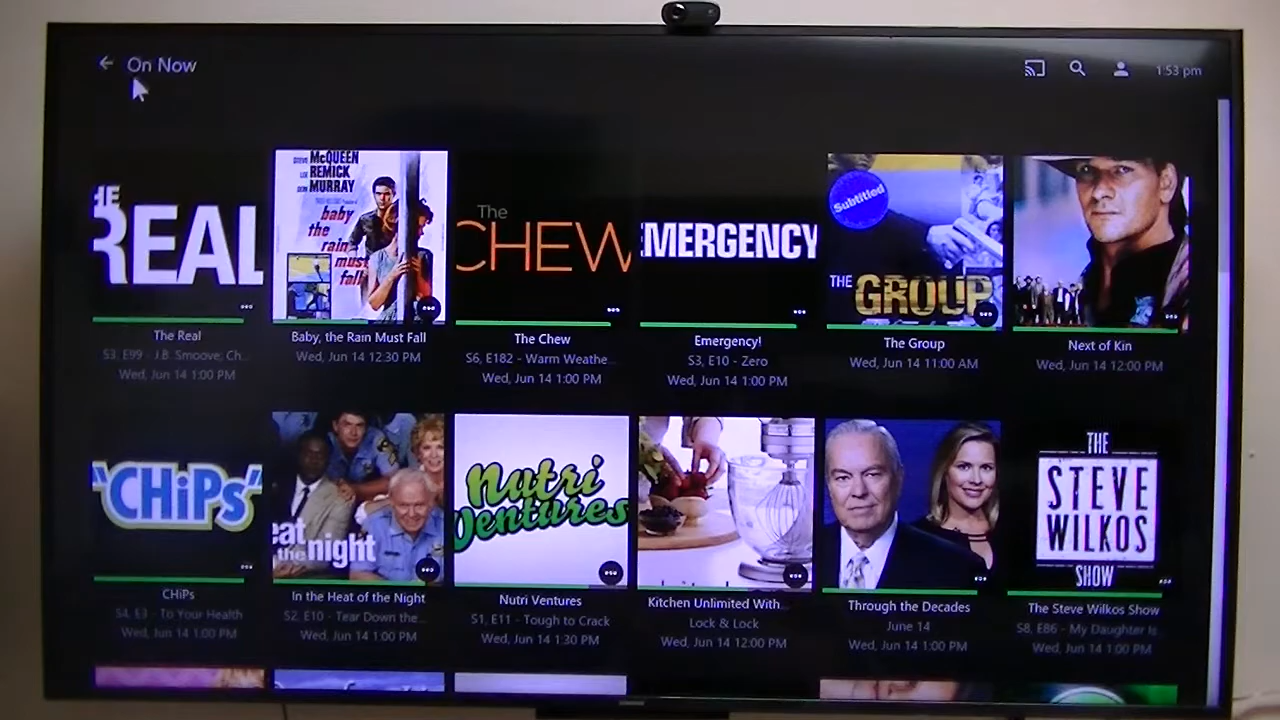 On Now
1:53 pm
THE
REAL
STEVE McQUEEN
LEE REMICK
DON MURRAY
baby
the
rain
must
fall
The
CHEW
EMERGENCY
Subtitled
THE GROUP
The Real
S3, E99 - J.B. Smoove; Ch...
Wed, Jun 14 1:00 PM
Baby, the Rain Must Fall
Wed, Jun 14 12:30 PM
The Chew
S6, E182 - Warm Weathe...
Wed, Jun 14 1:00 PM
Emergency!
S3, E10 - Zero
Wed, Jun 14 1:00 PM
The Group
Wed, Jun 14 11:00 AM
Next of Kin
Wed, Jun 14 12:00 PM
"CHiPs"
eat
the night
Nutri
Ventures
THE
STEVE
WILKOS
SHOW
CHiPs
S4, E3 - To Your Health
Wed, Jun 14 1:00 PM
In the Heat of the Night
S2, E10 - Tear Down the...
Wed, Jun 14 1:00 PM
Nutri Ventures
S1, E11 - Tough to Crack
Wed, Jun 14 1:30 PM
Kitchen Unlimited With...
Lock & Lock
Wed, Jun 14 12:00 PM
Through the Decades
June 14
Wed, Jun 14 1:00 PM
The Steve Wilkos Show
S8, E86 - My Daughter Is...
Wed, Jun 14 1:00 PM